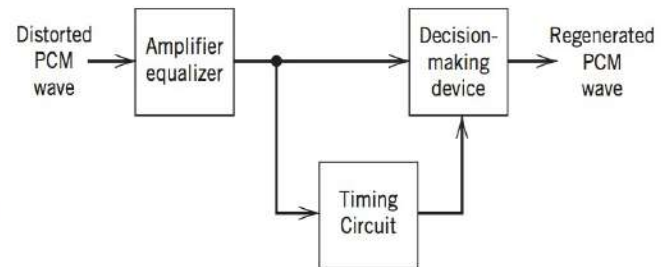 Distorted
PCM
wave
Amplifier
equalizer
Decision-
making
device
Regenerated
PCM
wave
Timing
Circuit